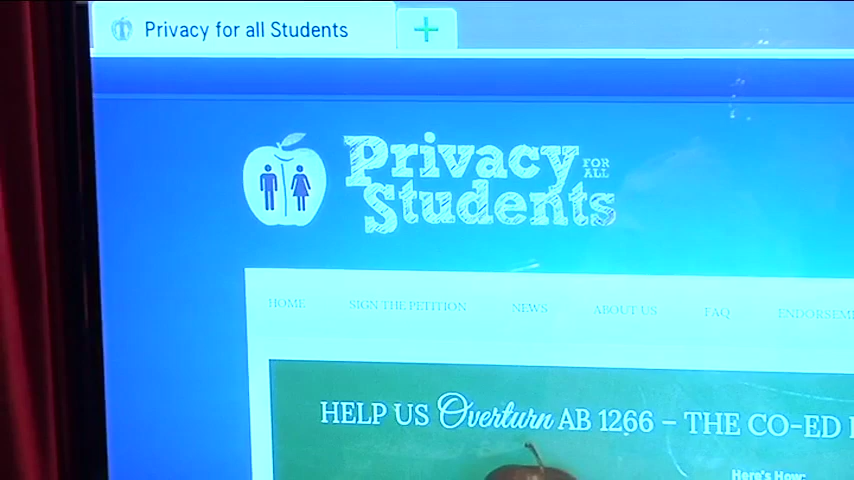 Privacy for all Students
Privacy FOR ALL
Students
HOME SIGN THE PETITION NEWS ABOUT US FAQ
HELP US Overturn AB 1266 – THE CO-ED
Here's How: